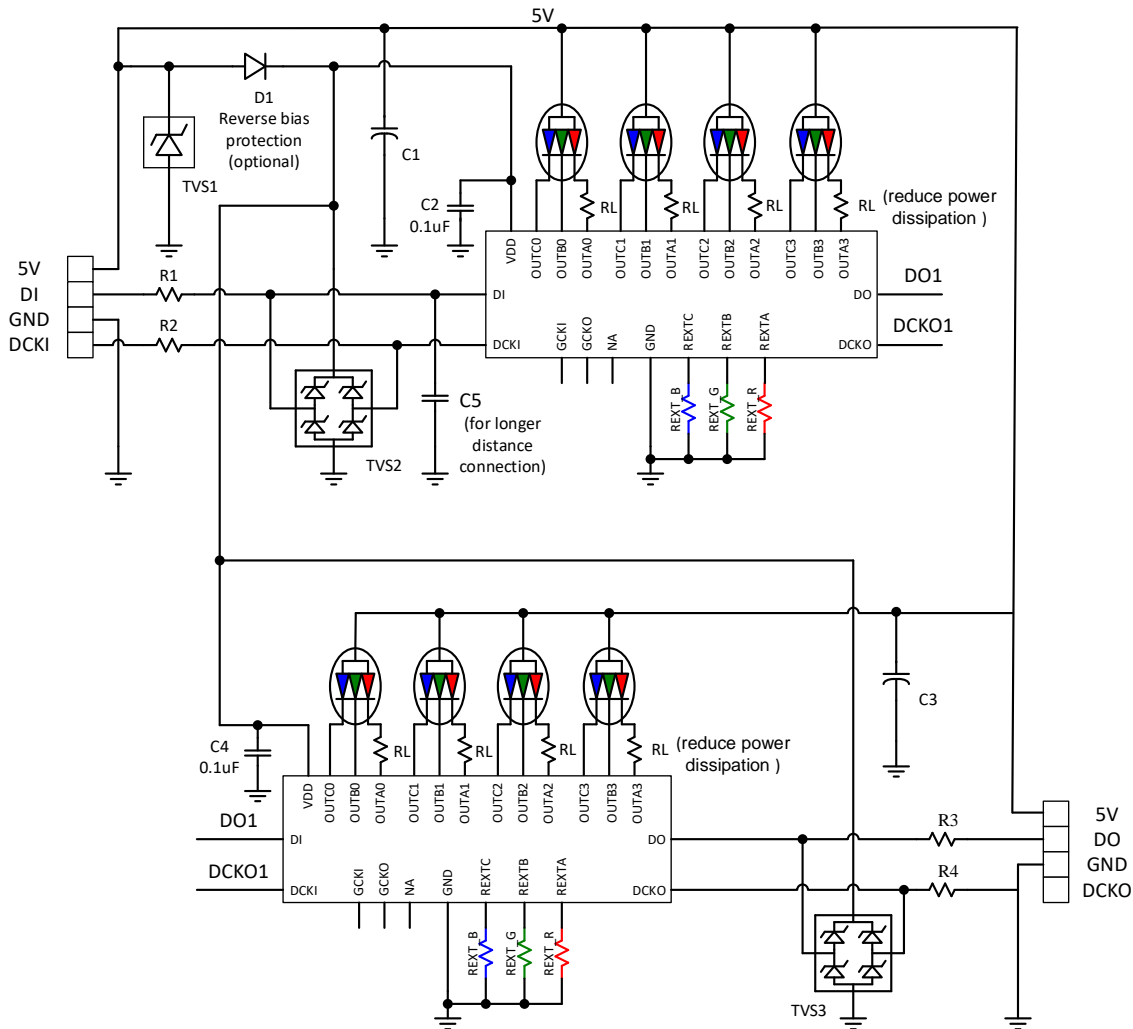 5V
D1
Reverse bias
protection
(optional)
TVS1
C1
C2
0.1uF
RL
RL
RL
RL
(reduce power
dissipation )
VDD
OUTC0
OUTB0
OUTA0
OUTC1
OUTB1
OUTA1
OUTC2
OUTB2
OUTA2
OUTC3
OUTB3
OUTA3
5V
DI
GND
DCKI
R1
R2
DI
DCKI
DO
DCKO
DO1
DCKO1
GCKI
GCKO
NA
GND
REXTC
REXTB
REXTA
REXT_B
REXT_G
REXT_R
TVS2
C5
(for longer
distance
connection)
C3
C4
0.1uF
RL
RL
RL
RL
(reduce power
dissipation )
VDD
OUTC0
OUTB0
OUTA0
OUTC1
OUTB1
OUTA1
OUTC2
OUTB2
OUTA2
OUTC3
OUTB3
OUTA3
DO1
DCKO1
DI
DCKI
DO
DCKO
GCKI
GCKO
NA
GND
REXTC
REXTB
REXTA
REXT_B
REXT_G
REXT_R
R3
R4
5V
DO
GND
DCKO
TVS3